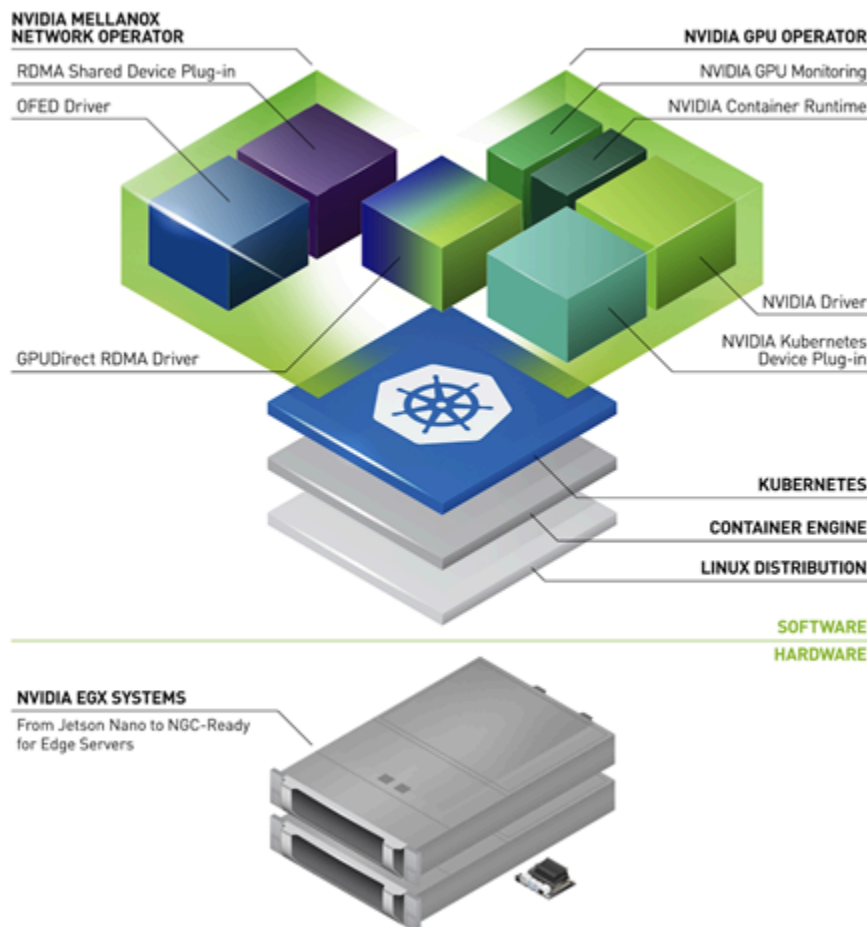 NVIDIA MELLANOX
NETWORK OPERATOR
RDMA Shared Device Plug-in
OFED Driver
GPUDirect RDMA Driver
NVIDIA GPU OPERATOR
NVIDIA GPU Monitoring
NVIDIA Container Runtime
NVIDIA Driver
NVIDIA Kubernetes
Device Plug-in
KUBERNETES
CONTAINER ENGINE
LINUX DISTRIBUTION
SOFTWARE
HARDWARE
NVIDIA EGX SYSTEMS
From Jetson Nano to NGC-Ready
for Edge Servers